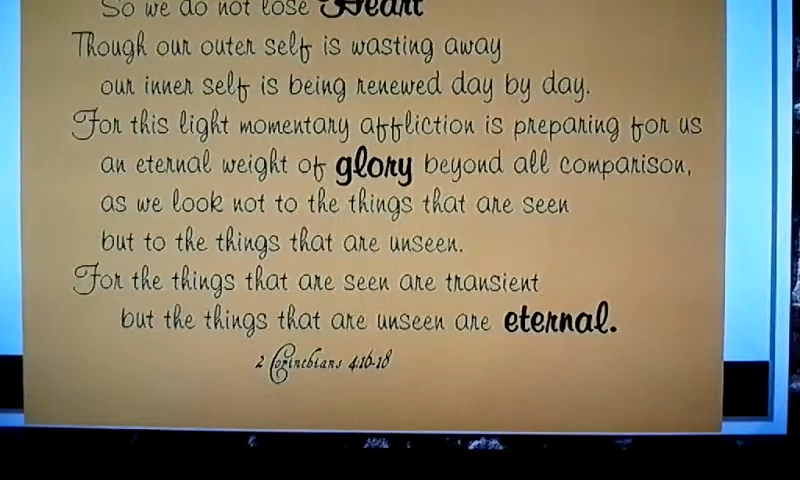 So we do not lose Heart
Though our outer self is wasting away
our inner self is being renewed day by day.
For this light momentary affliction is preparing for us
an eternal weight of glory beyond all comparison,
as we look not to the things that are seen
but to the things that are unseen.
For the things that are seen are transient
but the things that are unseen are eternal.
2 Corinthians 4:16-18